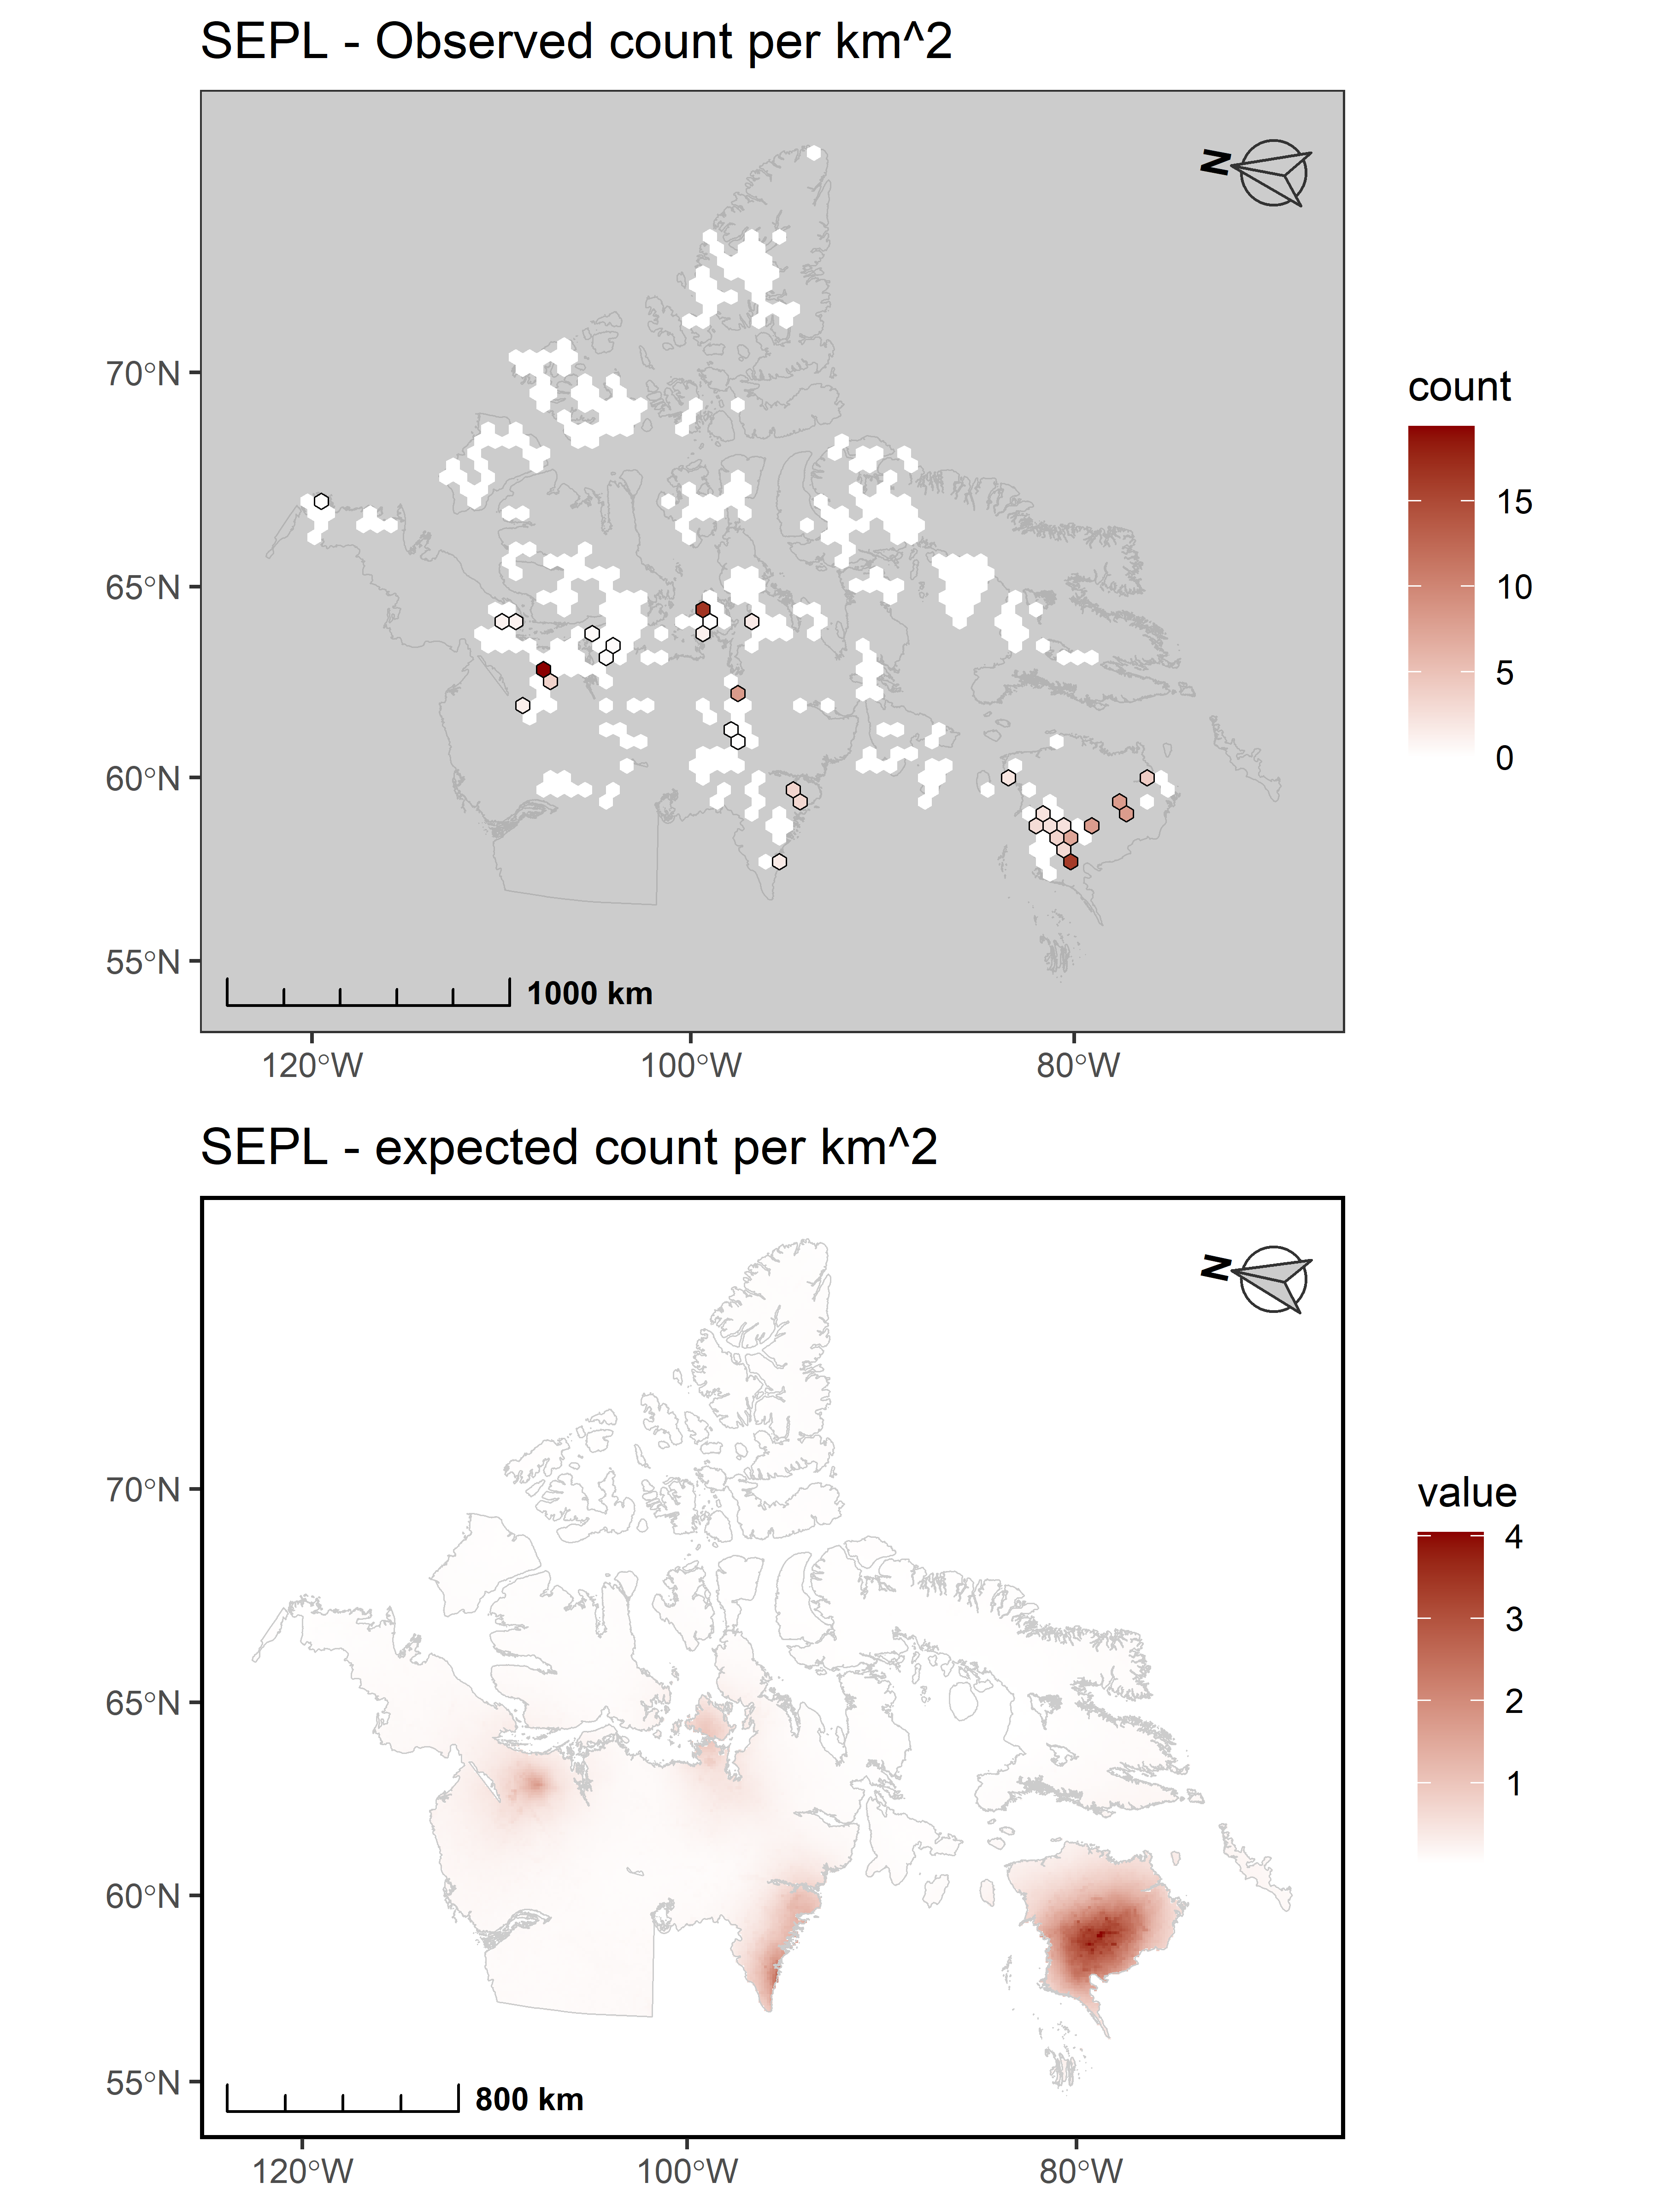 SEPL - Observed count per km^2
N
70°N
65°N
60°N
55°N
1000 km
120°W
100°W
80°W
count
15
10
5
0
SEPL - expected count per km^2
N
70°N
65°N
60°N
55°N
800 km
120°W
100°W
80°W
value
4
3
2
1